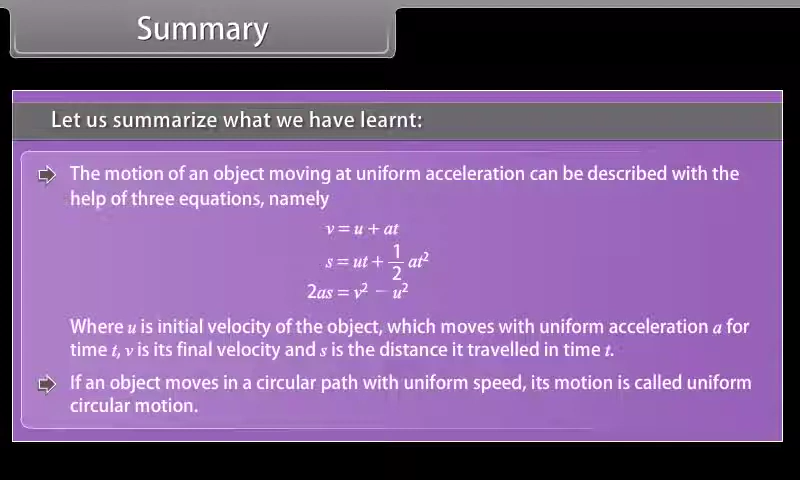 Summary
Let us summarize what we have learnt:
The motion of an object moving at uniform acceleration can be described with the
help of three equations, namely
v = u + at
s = ut + 1/2 at²
2as = v² − u²
Where u is initial velocity of the object, which moves with uniform acceleration a for
time t, v is its final velocity and s is the distance it travelled in time t.
If an object moves in a circular path with uniform speed, its motion is called uniform
circular motion.